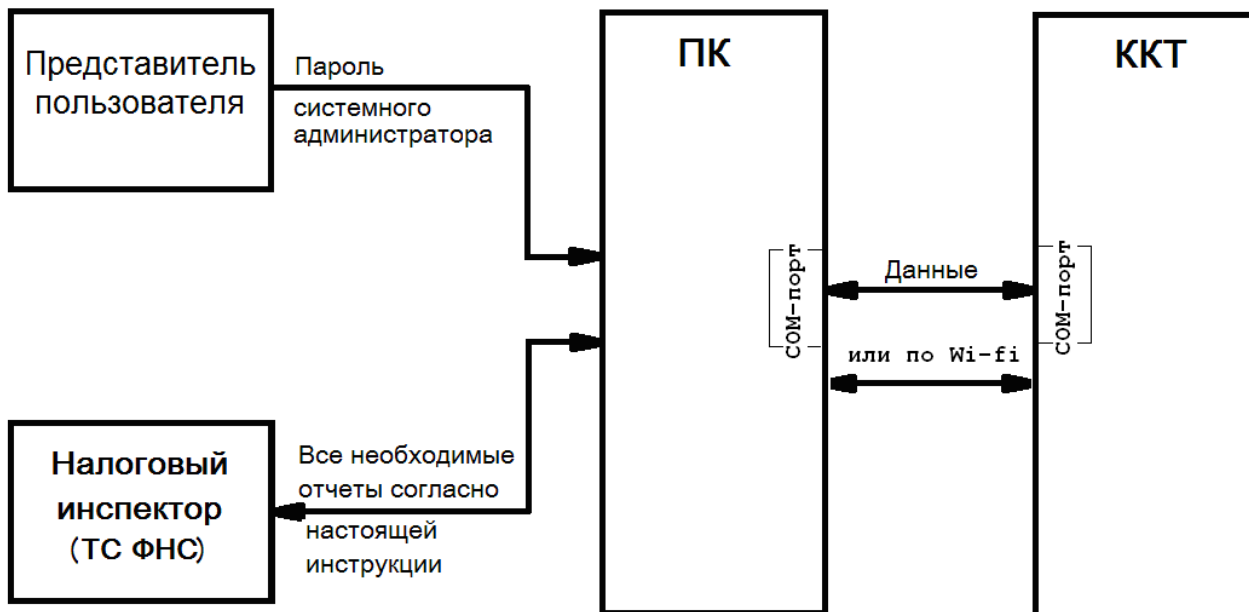 Представитель
пользователя
Пароль
системного
администратора
ПК
ККТ
COM-порт
Данные
COM-порт
или по Wi-fi
Налоговый
инспектор
(ТС ФНС)
Все необходимые
отчеты согласно
настоящей
инструкции